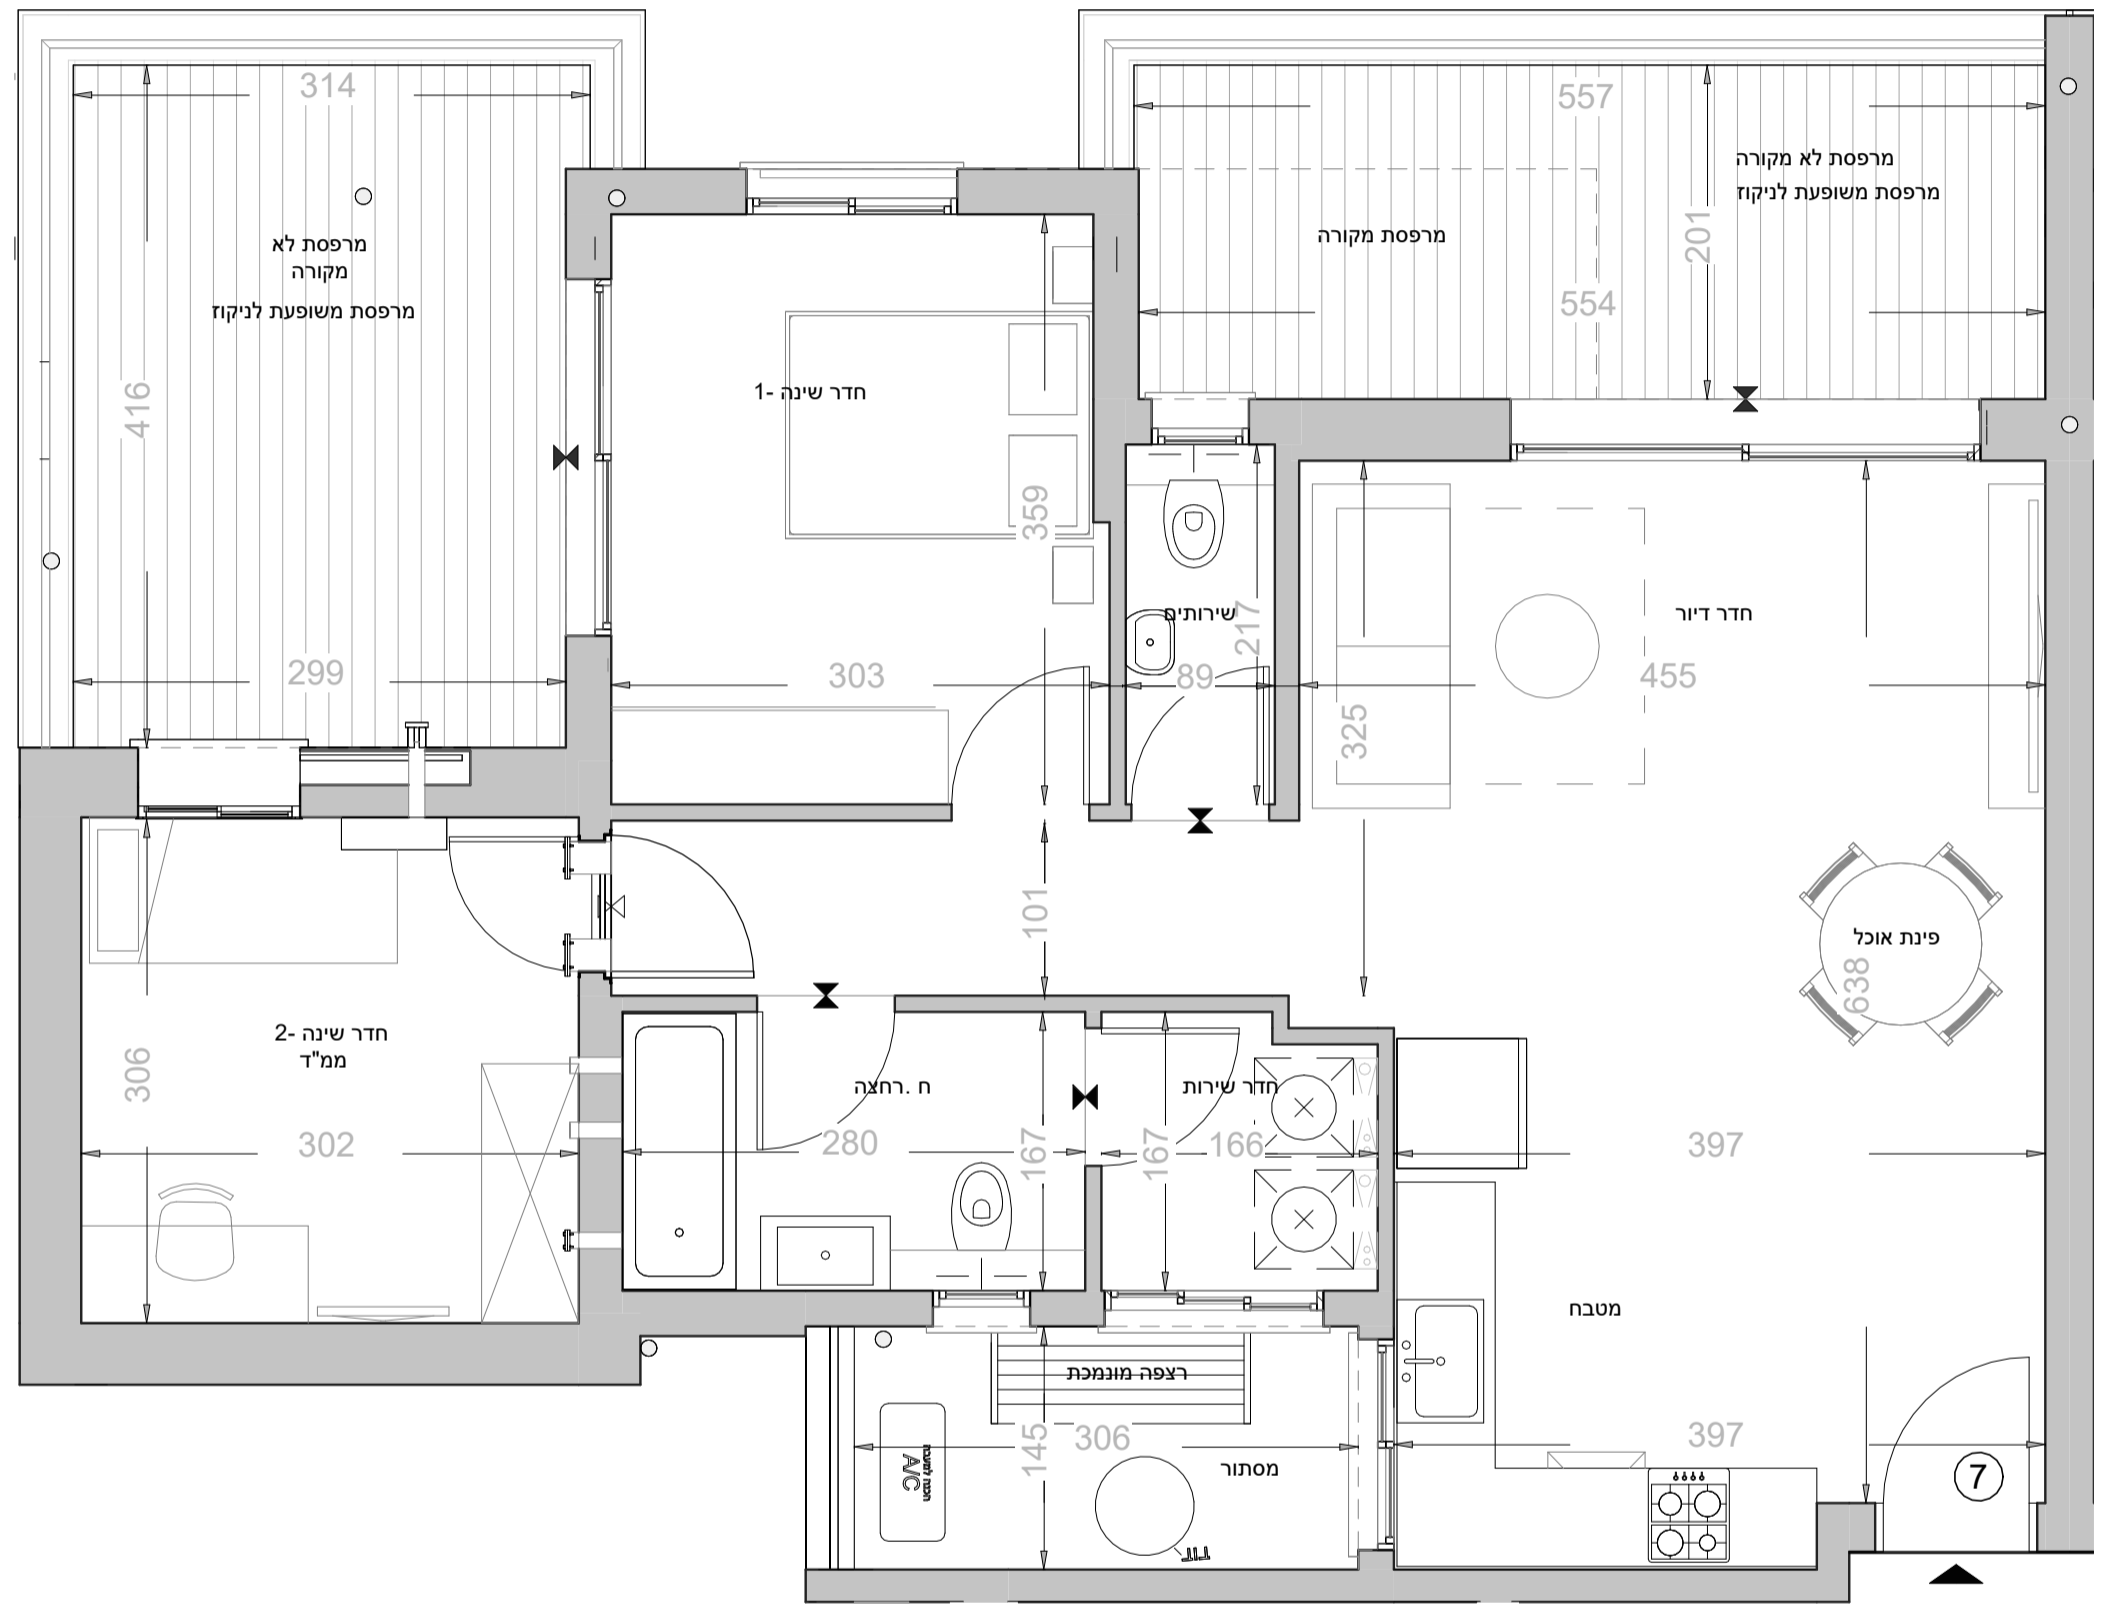 314
557
מרפסת לא מקורה
מרפסת משופעת לניקוז
מרפסת מקורה
201
554
מרפסת לא
מקורה
מרפסת משופעת לניקוז
416
299
חדר שינה -1
359
303
שירותים
217
89
חדר דיור
455
325
101
פינת אוכל
638
חדר שינה -2
ממ"ד
306
302
ח .רחצה
280
167
חדר שירות
167
166
397
מטבח
רצפה מונמכת
145
306
מסתור
A/C
397
7